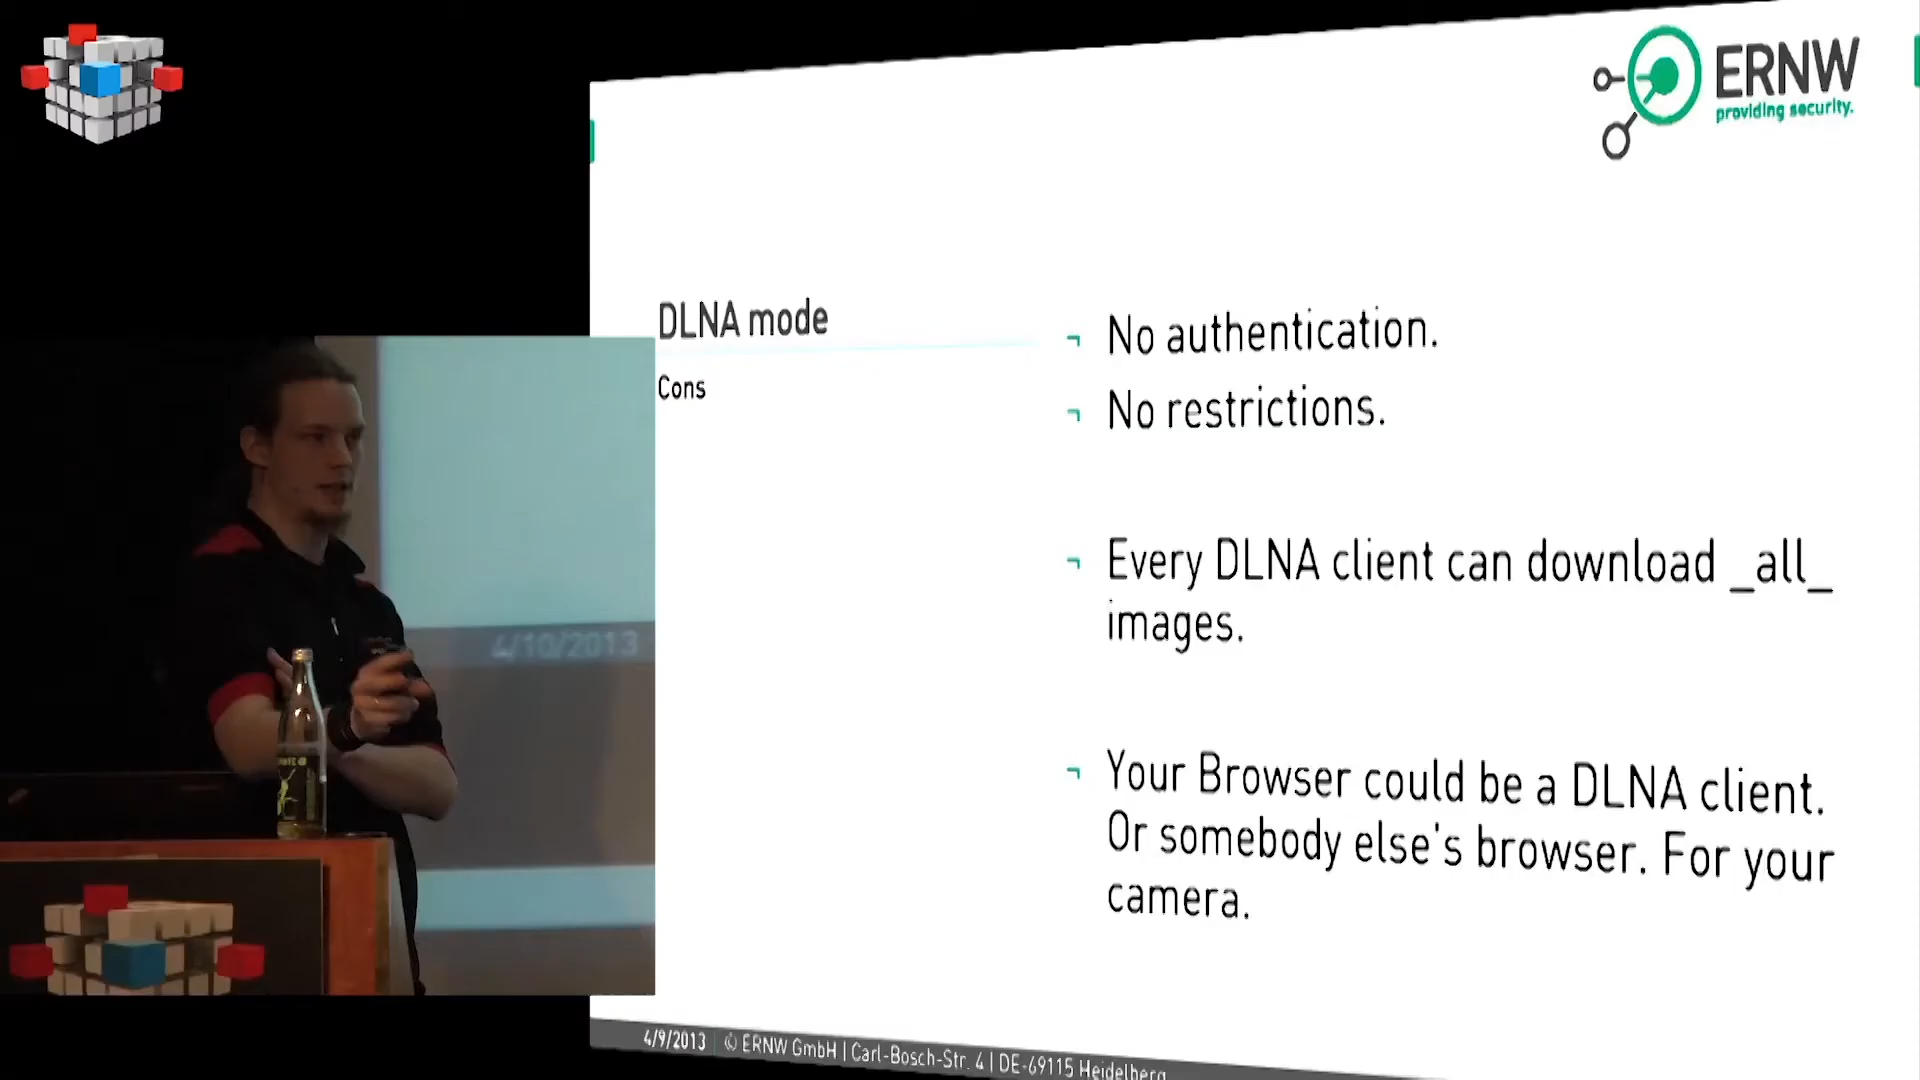 ERNW
providing security.
DLNA mode
Cons
¬ No authentication.
¬ No restrictions.
¬ Every DLNA client can download _all_
images.
¬ Your Browser could be a DLNA client.
Or somebody else's browser. For your
camera.
4/10/2013
4/9/2013 | © ERNW GmbH | Carl-Bosch-Str. 4 | DE-69115 Heidelberg